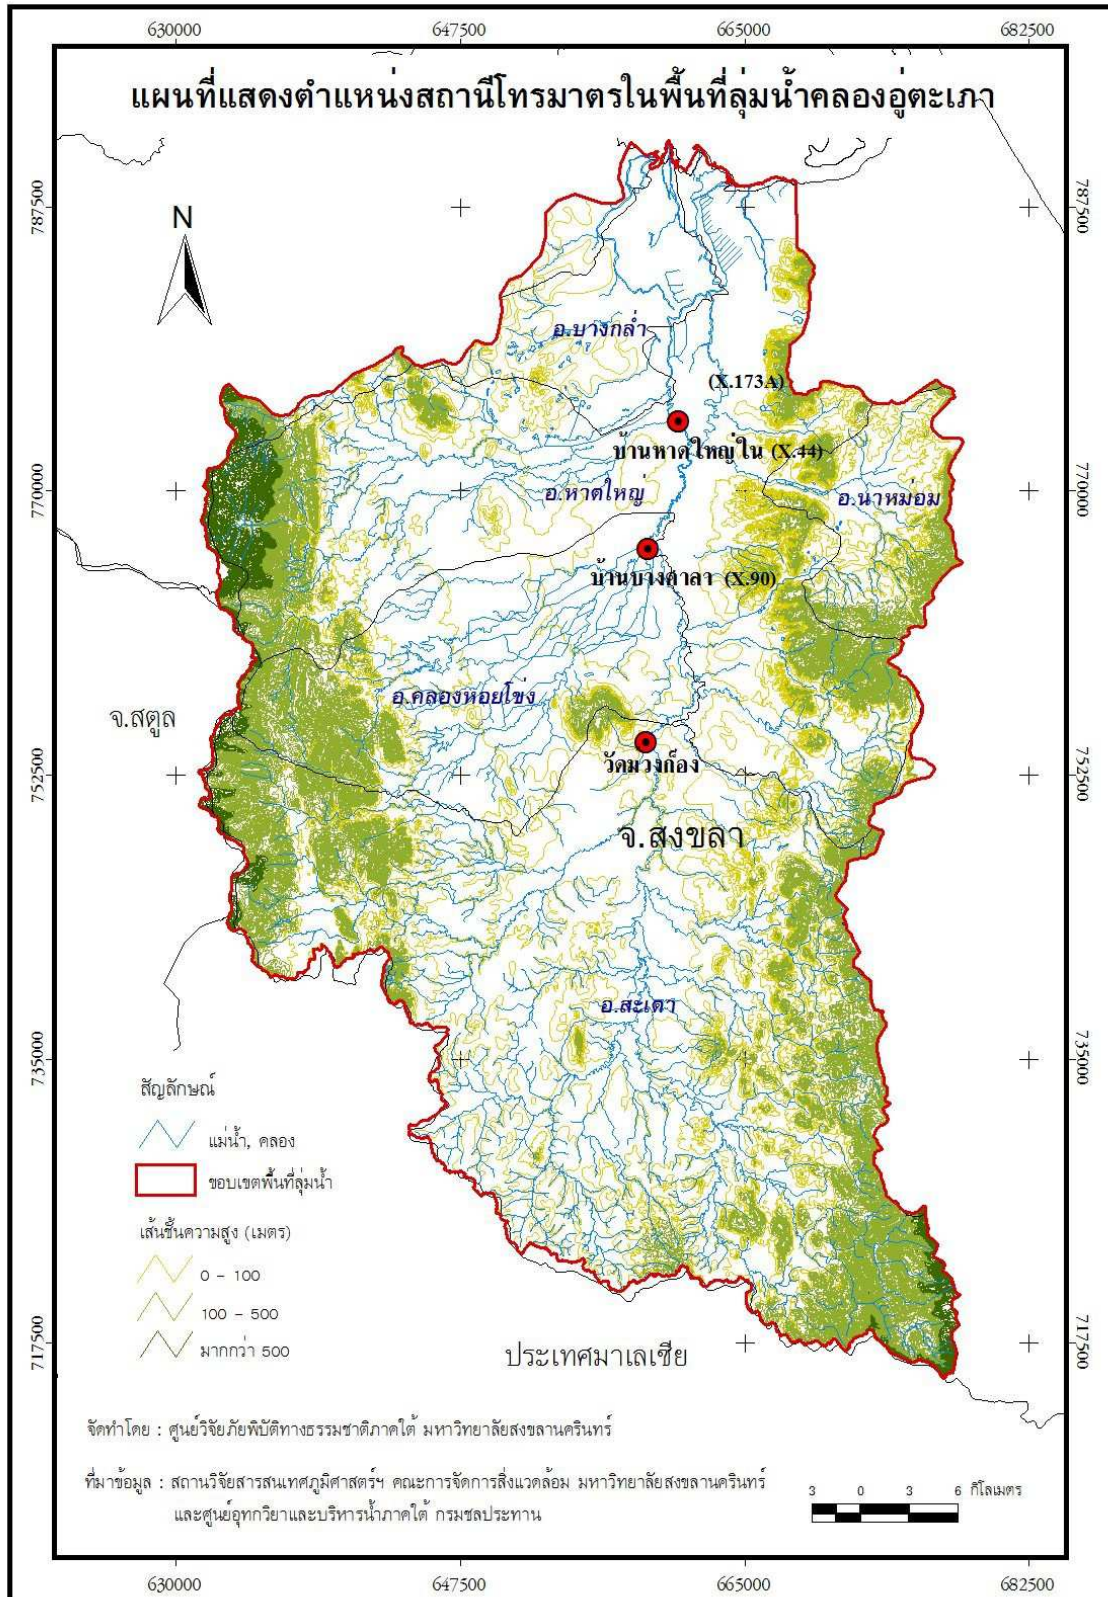 630000 647500 665000 682500
แผนที่แสดงตำแหน่งสถานีโทรมาตรในพื้นที่ลุ่มน้ำคลองอู่ตะเภา
787500 787500
N
อ.บางกล่ำ
(X.173A)
บ้านหาดใหญ่ใน (X.44)
770000 770000
อ.หาดใหญ่ อ.นาหม่อม
บ้านบางศาลา (X.90)
อ.คลองหอยโข่ง
จ.สตูล
วัดม่วงก็อง
752500 752500
จ.สงขลา
อ.สะเดา
735000 735000
สัญลักษณ์
แม่น้ำ, คลอง
ขอบเขตพื้นที่ลุ่มน้ำ
เส้นชั้นความสูง (เมตร)
0 - 100
100 - 500
มากกว่า 500
717500 717500
ประเทศมาเลเซีย
จัดทำโดย : ศูนย์วิจัยภัยพิบัติทางธรรมชาติภาคใต้ มหาวิทยาลัยสงขลานครินทร์
ที่มาข้อมูล : สถานวิจัยสารสนเทศภูมิศาสตร์ฯ คณะการจัดการสิ่งแวดล้อม มหาวิทยาลัยสงขลานครินทร์
และศูนย์อุทกวิยาและบริหารน้ำภาคใต้ กรมชลประทาน
3 0 3 6 กิโลเมตร
630000 647500 665000 682500